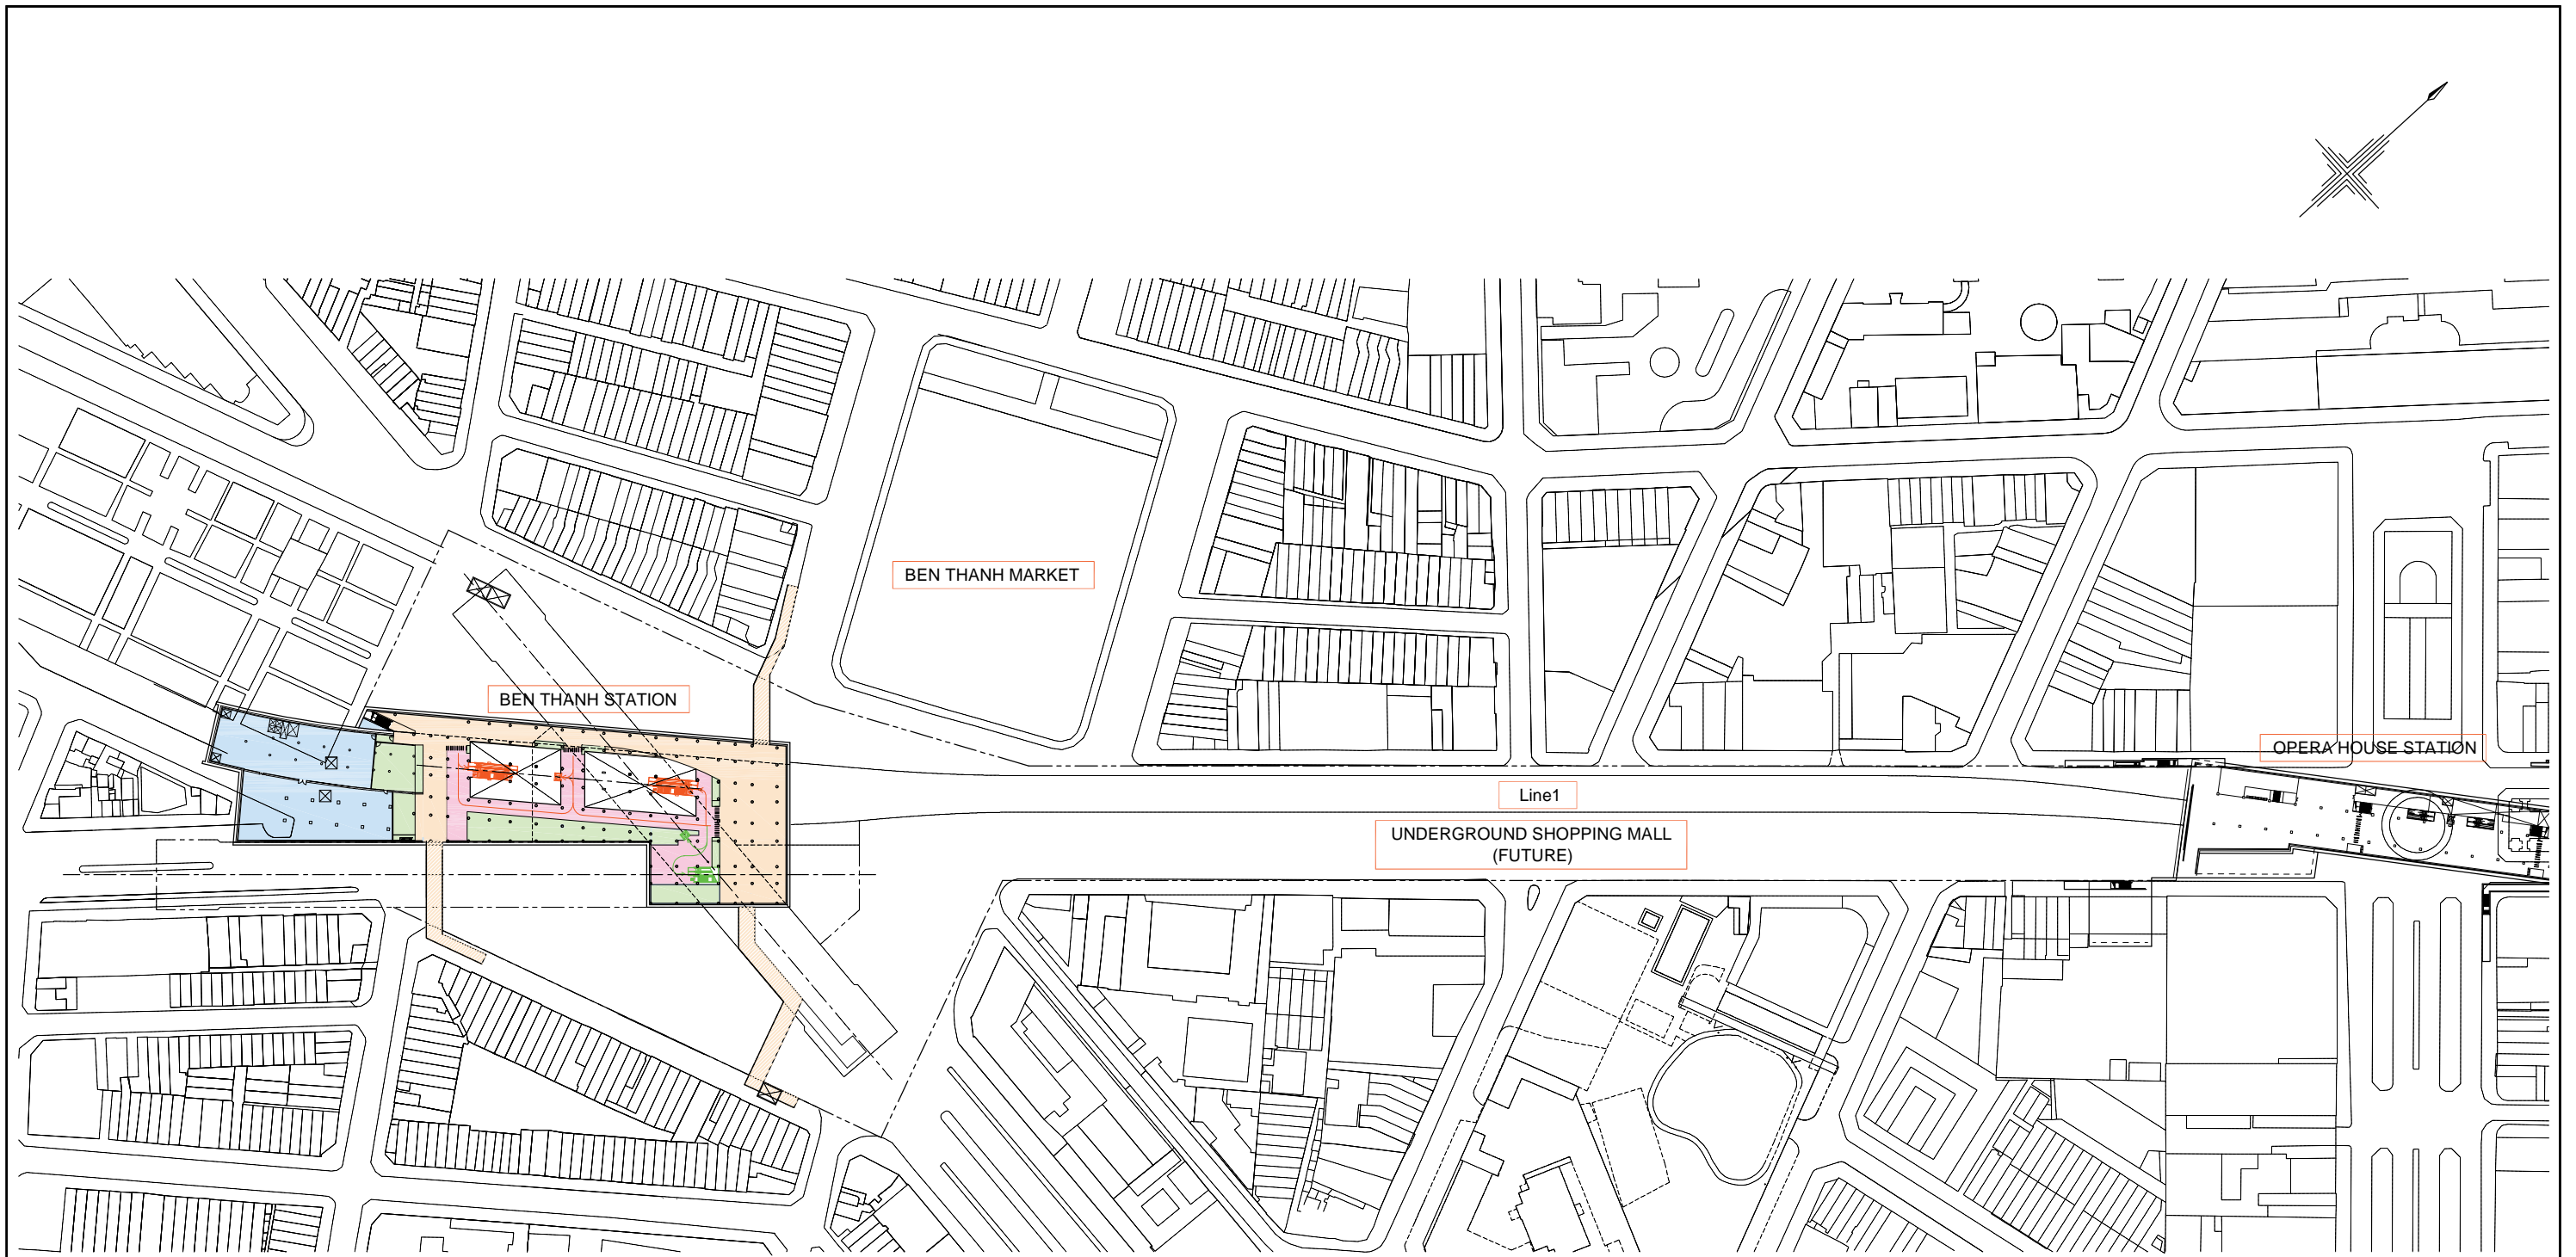 BEN THANH MARKET
BEN THANH STATION
OPERA HOUSE STATION
Line1
UNDERGROUND SHOPPING MALL
(FUTURE)